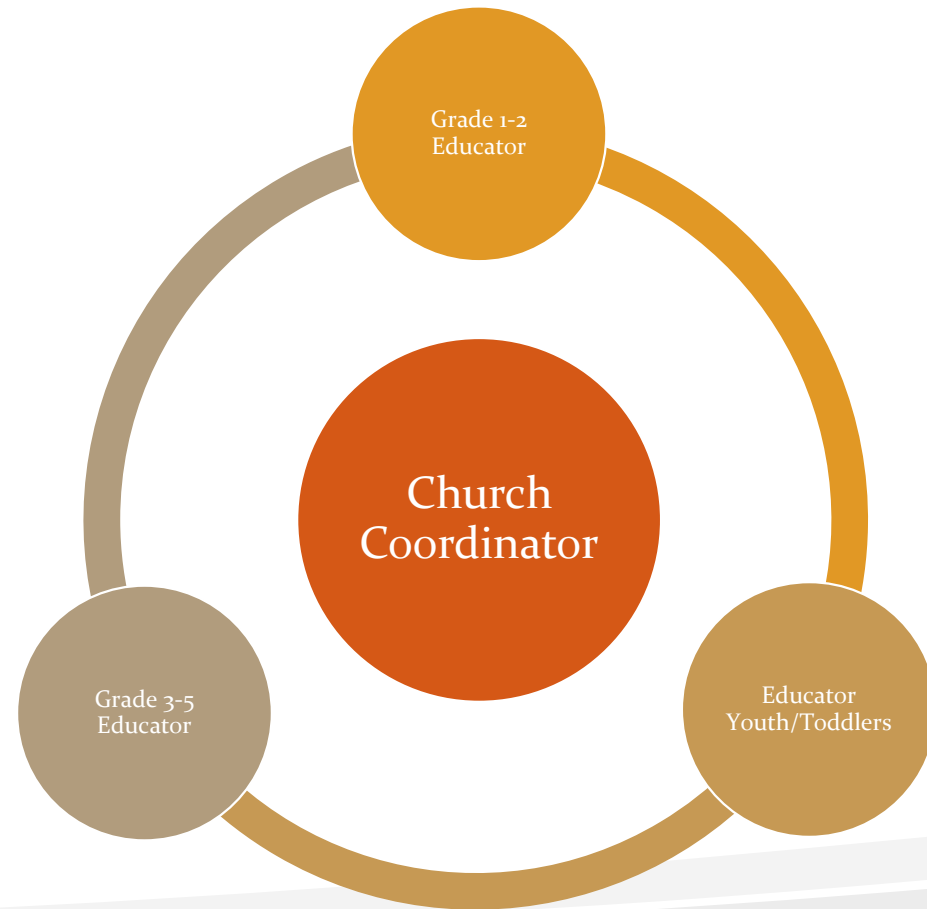 Grade 1-2
Educator
Church
Coordinator
Grade 3-5
Educator
Educator
Youth/Toddlers